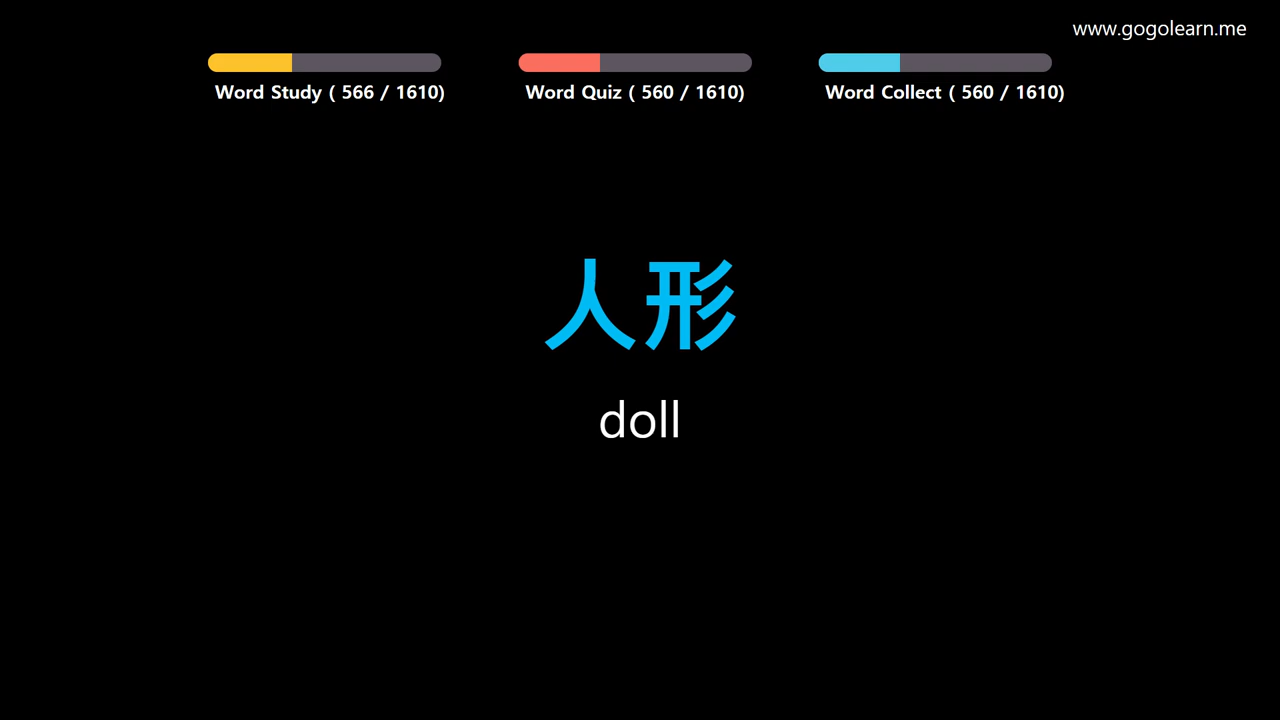 www.gogolearn.me
Word Study ( 566 / 1610)
Word Quiz ( 560 / 1610)
Word Collect ( 560 / 1610)
人形
doll